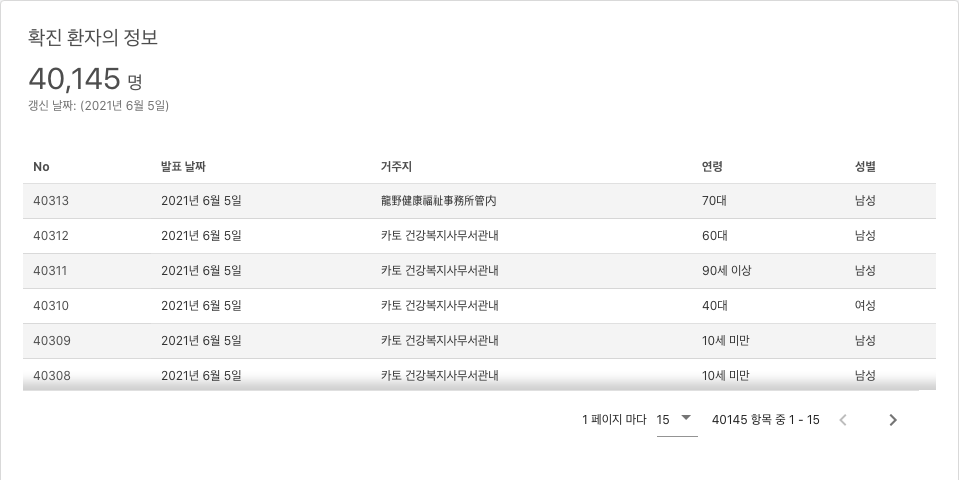 확진 환자의 정보
40,145 명
갱신 날짜: (2021년 6월 5일)
No 발표 날짜 거주지 연령 성별
40313 2021년 6월 5일 龍野健康福祉事務所管内 70대 남성
40312 2021년 6월 5일 카토 건강복지사무서관내 60대 남성
40311 2021년 6월 5일 카토 건강복지사무서관내 90세 이상 남성
40310 2021년 6월 5일 카토 건강복지사무서관내 40대 여성
40309 2021년 6월 5일 카토 건강복지사무서관내 10세 미만 남성
40308 2021년 6월 5일 카토 건강복지사무서관내 10세 미만 남성
1 페이지 마다 15 40145 항목 중 1 - 15